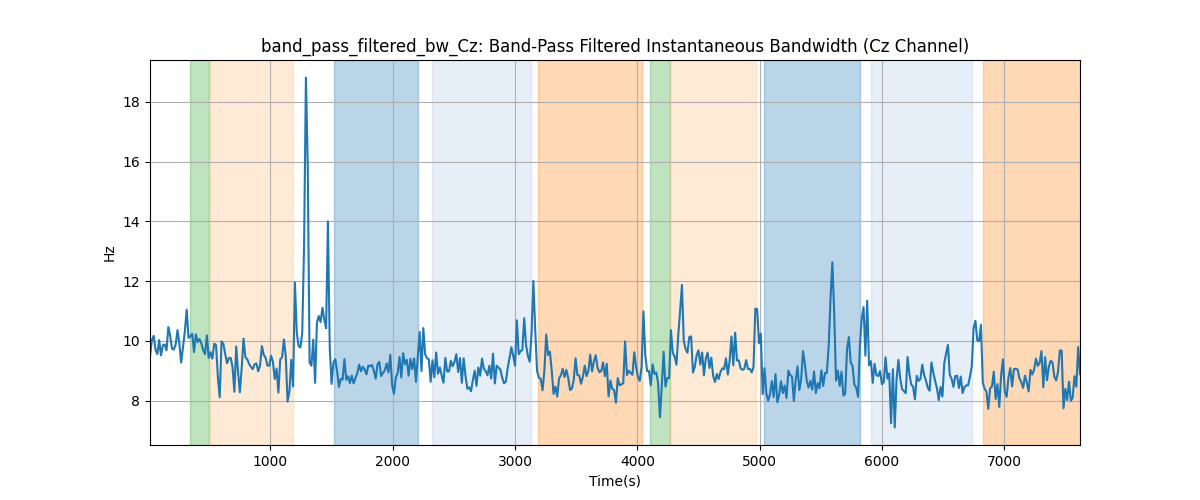 band_pass_filtered_bw_Cz: Band-Pass Filtered Instantaneous Bandwidth (Cz Channel)
18
16
14
12
10
8
Hz
1000 2000 3000 4000 5000 6000 7000
Time(s)